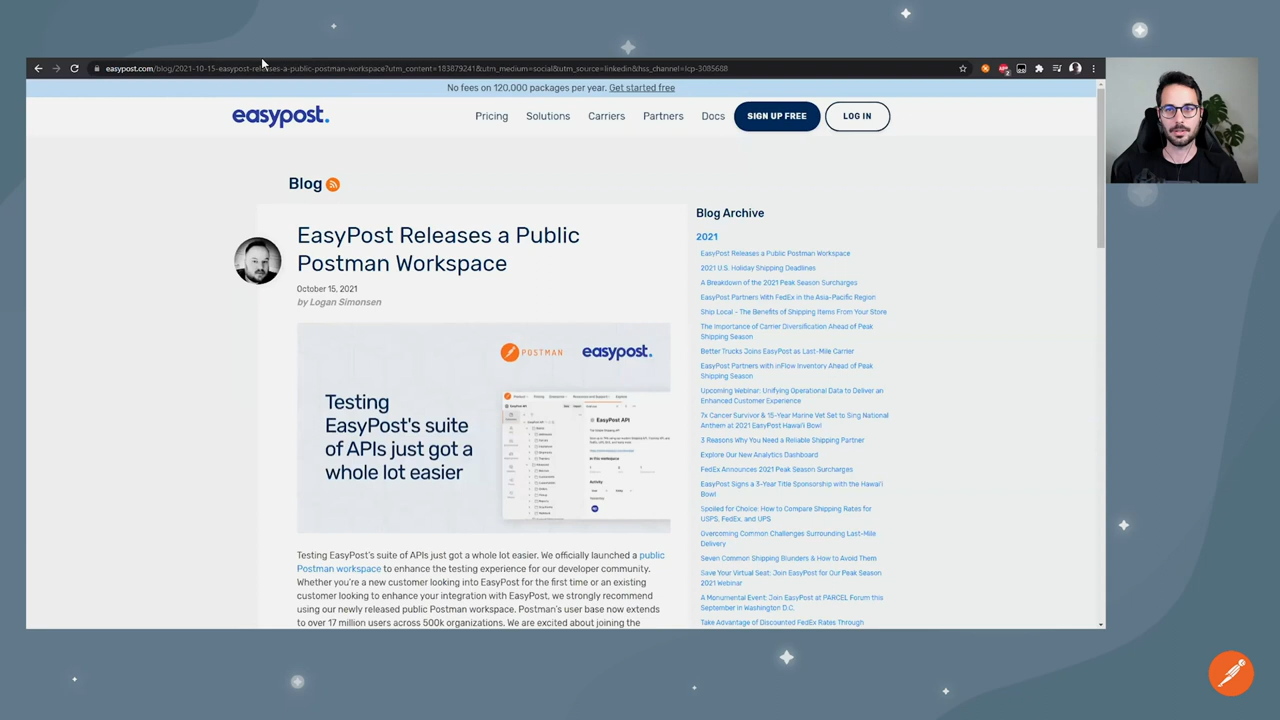 easypost.com/blog/2021-10-15-easypost-releases-a-public-postman-workspace?utm_content=183879241&utm_medium=social&utm_source=linkedin&hss_channel=lcp-3085688
No fees on 120,000 packages per year. Get started free
easypost.
Pricing
Solutions
Carriers
Partners
Docs
SIGN UP FREE
LOG IN
Blog
EasyPost Releases a Public
Postman Workspace
October 15, 2021
by Logan Simonsen
POSTMAN
easypost.
Testing
EasyPost's suite
of APIs just got a
whole lot easier
EasyPost API
Testing EasyPost's suite of APIs just got a whole lot easier. We officially launched a public
Postman workspace to enhance the testing experience for our developer community.
Whether you're a new customer looking into EasyPost for the first time or an existing
customer looking to enhance your integration with EasyPost, we strongly recommend
using our newly released public Postman workspace. Postman's user base now extends
to over 17 million users across 500k organizations. We are excited about joining the
Blog Archive
2021
EasyPost Releases a Public Postman Workspace
2021 U.S. Holiday Shipping Deadlines
A Breakdown of the 2021 Peak Season Surcharges
EasyPost Partners With FedEx in the Asia-Pacific Region
Ship Local - The Benefits of Shipping Items From Your Store
The Importance of Carrier Diversification Ahead of Peak
Shipping Season
Better Trucks Joins EasyPost as Last-Mile Carrier
EasyPost Partners with inFlow Inventory Ahead of Peak
Shipping Season
Upcoming Webinar: Unifying Operational Data to Deliver an
Enhanced Customer Experience
7x Cancer Survivor & 15-Year Marine Vet Set to Sing National
Anthem at 2021 EasyPost Hawai'i Bowl
3 Reasons Why You Need a Reliable Shipping Partner
Explore Our New Analytics Dashboard
FedEx Announces 2021 Peak Season Surcharges
EasyPost Signs a 3-Year Title Sponsorship with the Hawai'i
Bowl
Spoiled for Choice: How to Compare Shipping Rates for
USPS, FedEx, and UPS
Overcoming Common Challenges Surrounding Last-Mile
Delivery
Seven Common Shipping Blunders & How to Avoid Them
Save Your Virtual Seat: Join EasyPost for Our Peak Season
2021 Webinar
A Monumental Event: Join EasyPost at PARCEL Forum this
September in Washington D.C.
Take Advantage of Discounted FedEx Rates Through